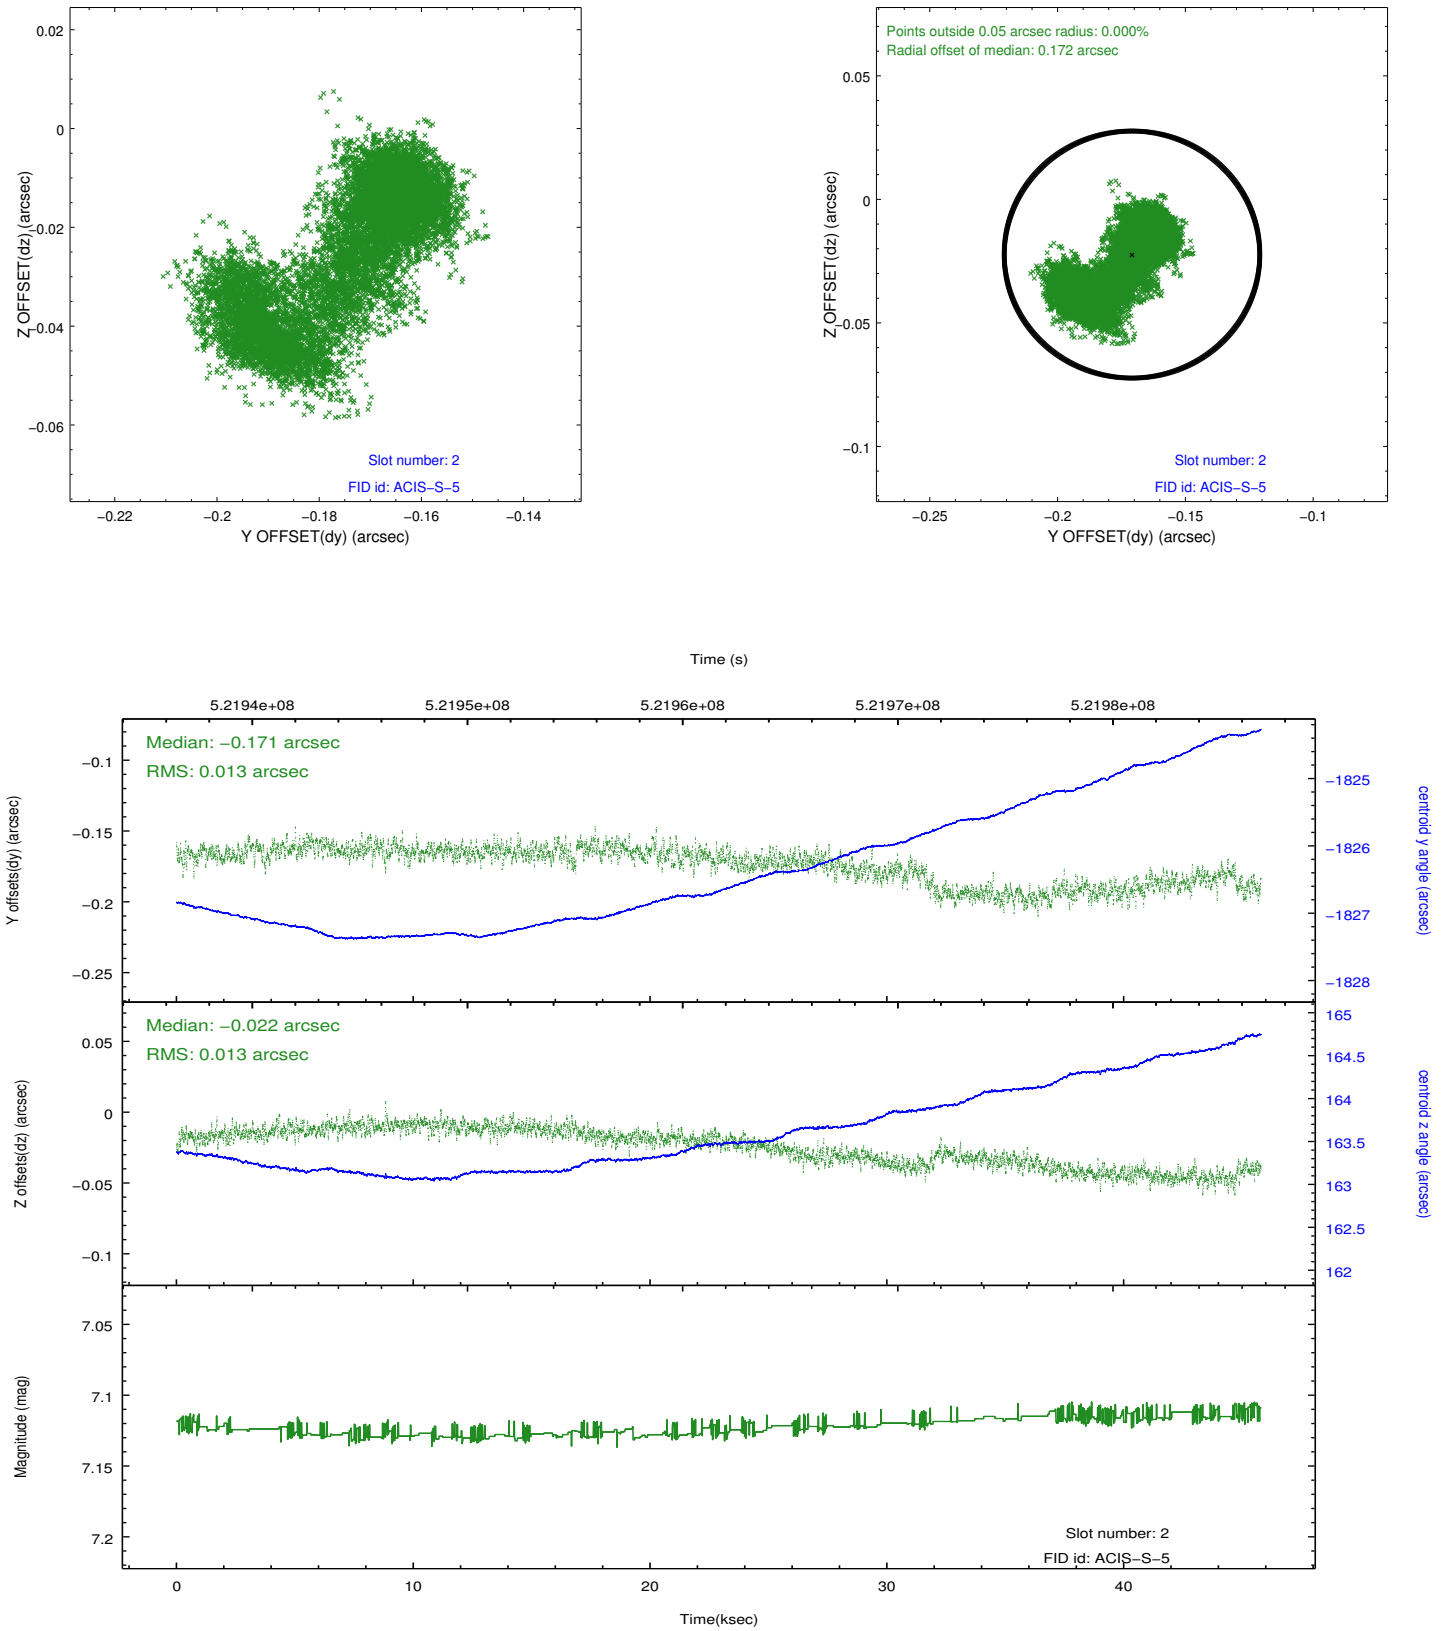 0.02
0
−0.02
−0.04
−0.06
Z OFFSET(dz) (arcsec)
Slot number: 2
FID id: ACIS−S−5
−0.22
−0.2
−0.18
−0.16
−0.14
Y OFFSET(dy) (arcsec)
Points outside 0.05 arcsec radius: 0.000%
Radial offset of median: 0.172 arcsec
0.05
0
−0.05
−0.1
Z OFFSET(dz) (arcsec)
Slot number: 2
FID id: ACIS−S−5
−0.25
−0.2
−0.15
−0.1
Y OFFSET(dy) (arcsec)
Time (s)
5.2194e+08
5.2195e+08
5.2196e+08
5.2197e+08
5.2198e+08
Median: −0.171 arcsec
RMS: 0.013 arcsec
−0.1
−0.15
−0.2
−0.25
Y offsets(dy) (arcsec)
−1825
−1826
−1827
−1828
centroid y angle (arcsec)
Median: −0.022 arcsec
RMS: 0.013 arcsec
0.05
0
−0.05
−0.1
Z offsets(dz) (arcsec)
165
164.5
164
163.5
163
162.5
162
centroid z angle (arcsec)
7.05
7.1
7.15
7.2
Magnitude (mag)
Slot number: 2
FID id: ACIS−S−5
0
10
20
30
40
Time(ksec)